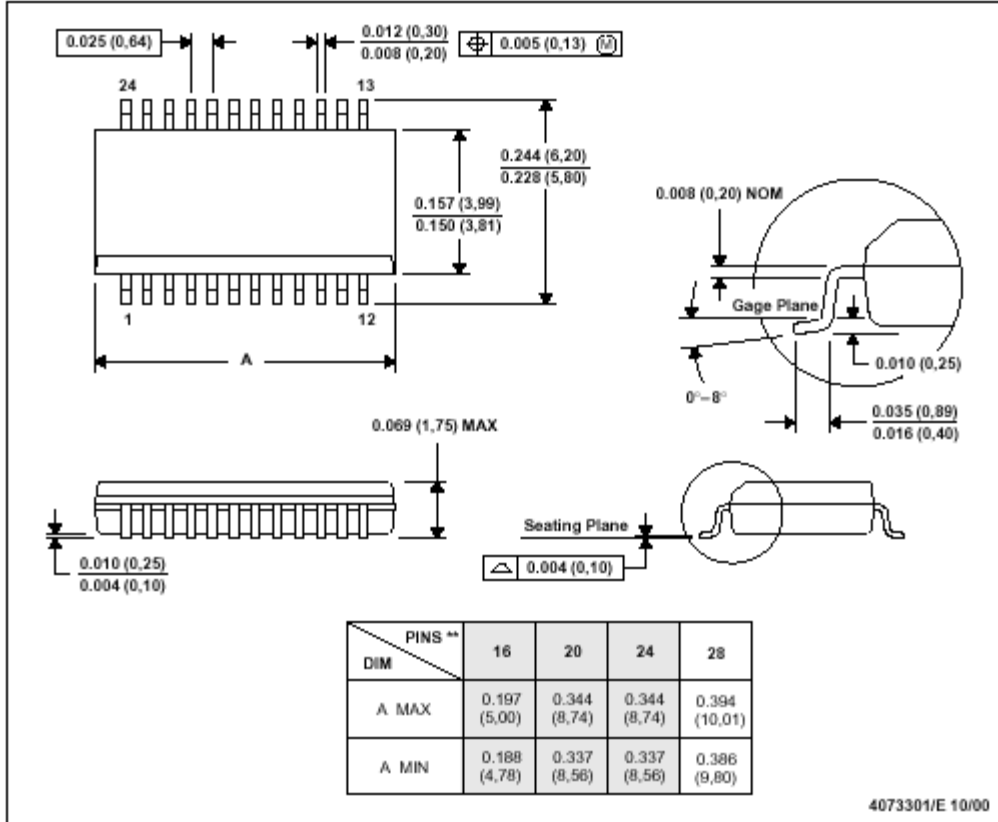 0.025 (0,64)
0.012 (0,30)
0.008 (0,20)
⌖ 0.005 (0,13) Ⓜ
24
13
0.244 (6,20)
0.228 (5,80)
0.157 (3,99)
0.150 (3,81)
1
12
A
0.008 (0,20) NOM
Gage Plane
0.010 (0,25)
0°–8°
0.035 (0,89)
0.016 (0,40)
0.069 (1,75) MAX
0.010 (0,25)
0.004 (0,10)
Seating Plane
⌓ 0.004 (0,10)
PINS **
DIM
16 20 24 28
A MAX
0.197 0.344 0.344 0.394
(5,00) (8,74) (8,74) (10,01)
A MIN
0.188 0.337 0.337 0.386
(4,78) (8,56) (8,56) (9,80)
4073301/E 10/00